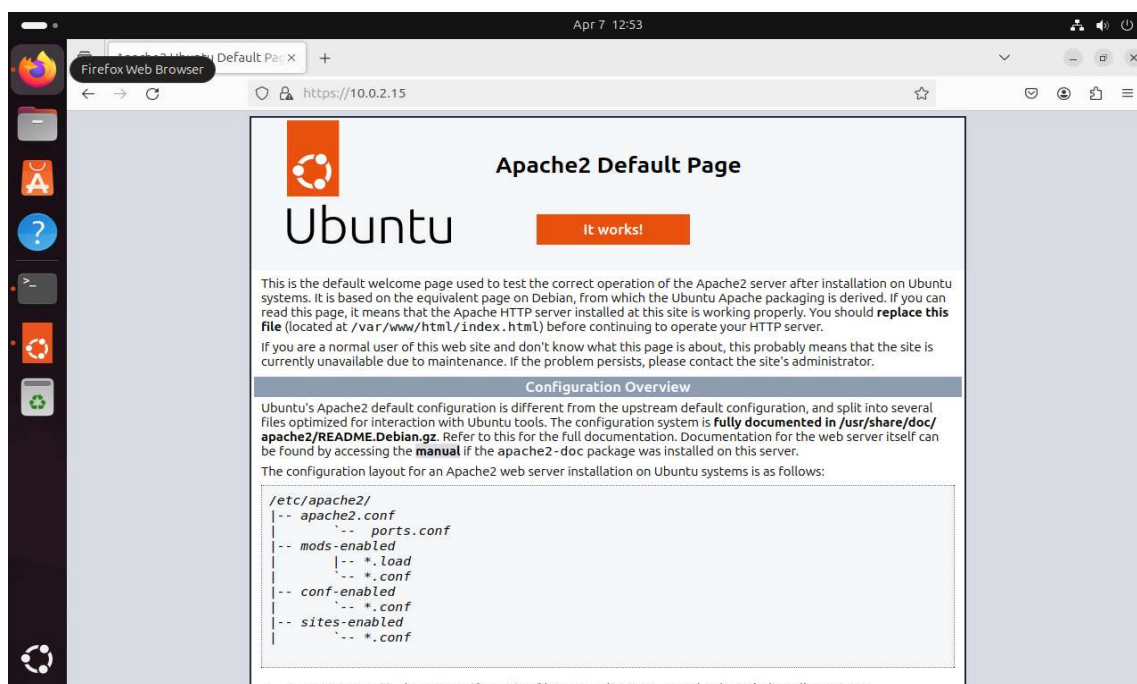 Apr 7 12:53
Default Pa
Firefox Web Browser
https://10.0.2.15
Apache2 Default Page
Ubuntu
It works!
This is the default welcome page used to test the correct operation of the Apache2 server after installation on Ubuntu
systems. It is based on the equivalent page on Debian, from which the Ubuntu Apache packaging is derived. If you can
read this page, it means that the Apache HTTP server installed at this site is working properly. You should replace this
file (located at /var/www/html/index.html) before continuing to operate your HTTP server.
If you are a normal user of this web site and don't know what this page is about, this probably means that the site is
currently unavailable due to maintenance. If the problem persists, please contact the site's administrator.
Configuration Overview
Ubuntu's Apache2 default configuration is different from the upstream default configuration, and split into several
files optimized for interaction with Ubuntu tools. The configuration system is fully documented in /usr/share/doc/
apache2/README.Debian.gz. Refer to this for the full documentation. Documentation for the web server itself can
be found by accessing the manual if the apache2-doc package was installed on this server.
The configuration layout for an Apache2 web server installation on Ubuntu systems is as follows:
/etc/apache2/
|-- apache2.conf
|       `--  ports.conf
|-- mods-enabled
|       |-- *.load
|       `-- *.conf
|-- conf-enabled
|       `-- *.conf
|-- sites-enabled
|       `-- *.conf